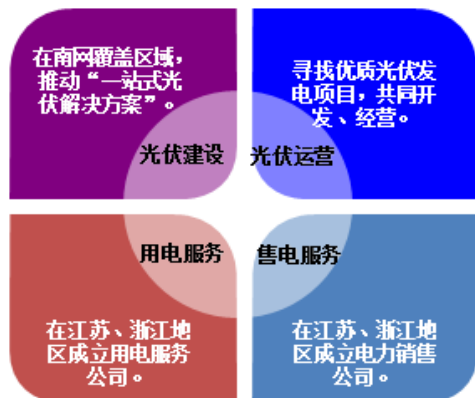 在南网覆盖区域，
推动“一站式光
伏解决方案”。
光伏建设
寻找优质光伏发
电项目，共同开
发、经营。
光伏运营
用电服务
在江苏、浙江地
区成立用电服务
公司。
售电服务
在江苏、浙江地
区成立电力销售
公司。